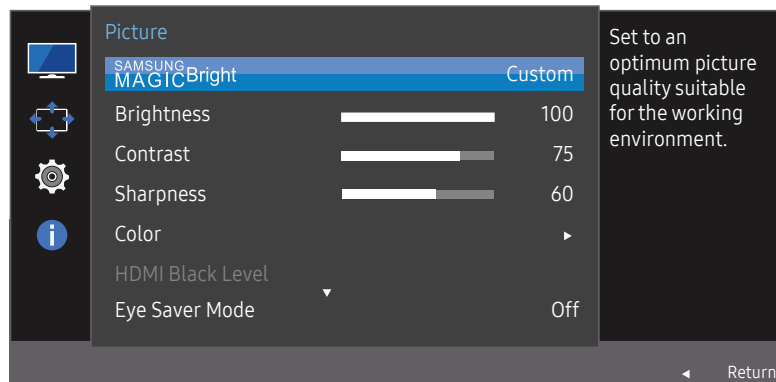 Picture
SAMSUNG
MAGICBright Custom
Brightness 100
Contrast 75
Sharpness 60
Color ▸
HDMI Black Level
▼
Eye Saver Mode Off
Set to an
optimum picture
quality suitable
for the working
environment.
◂ Return